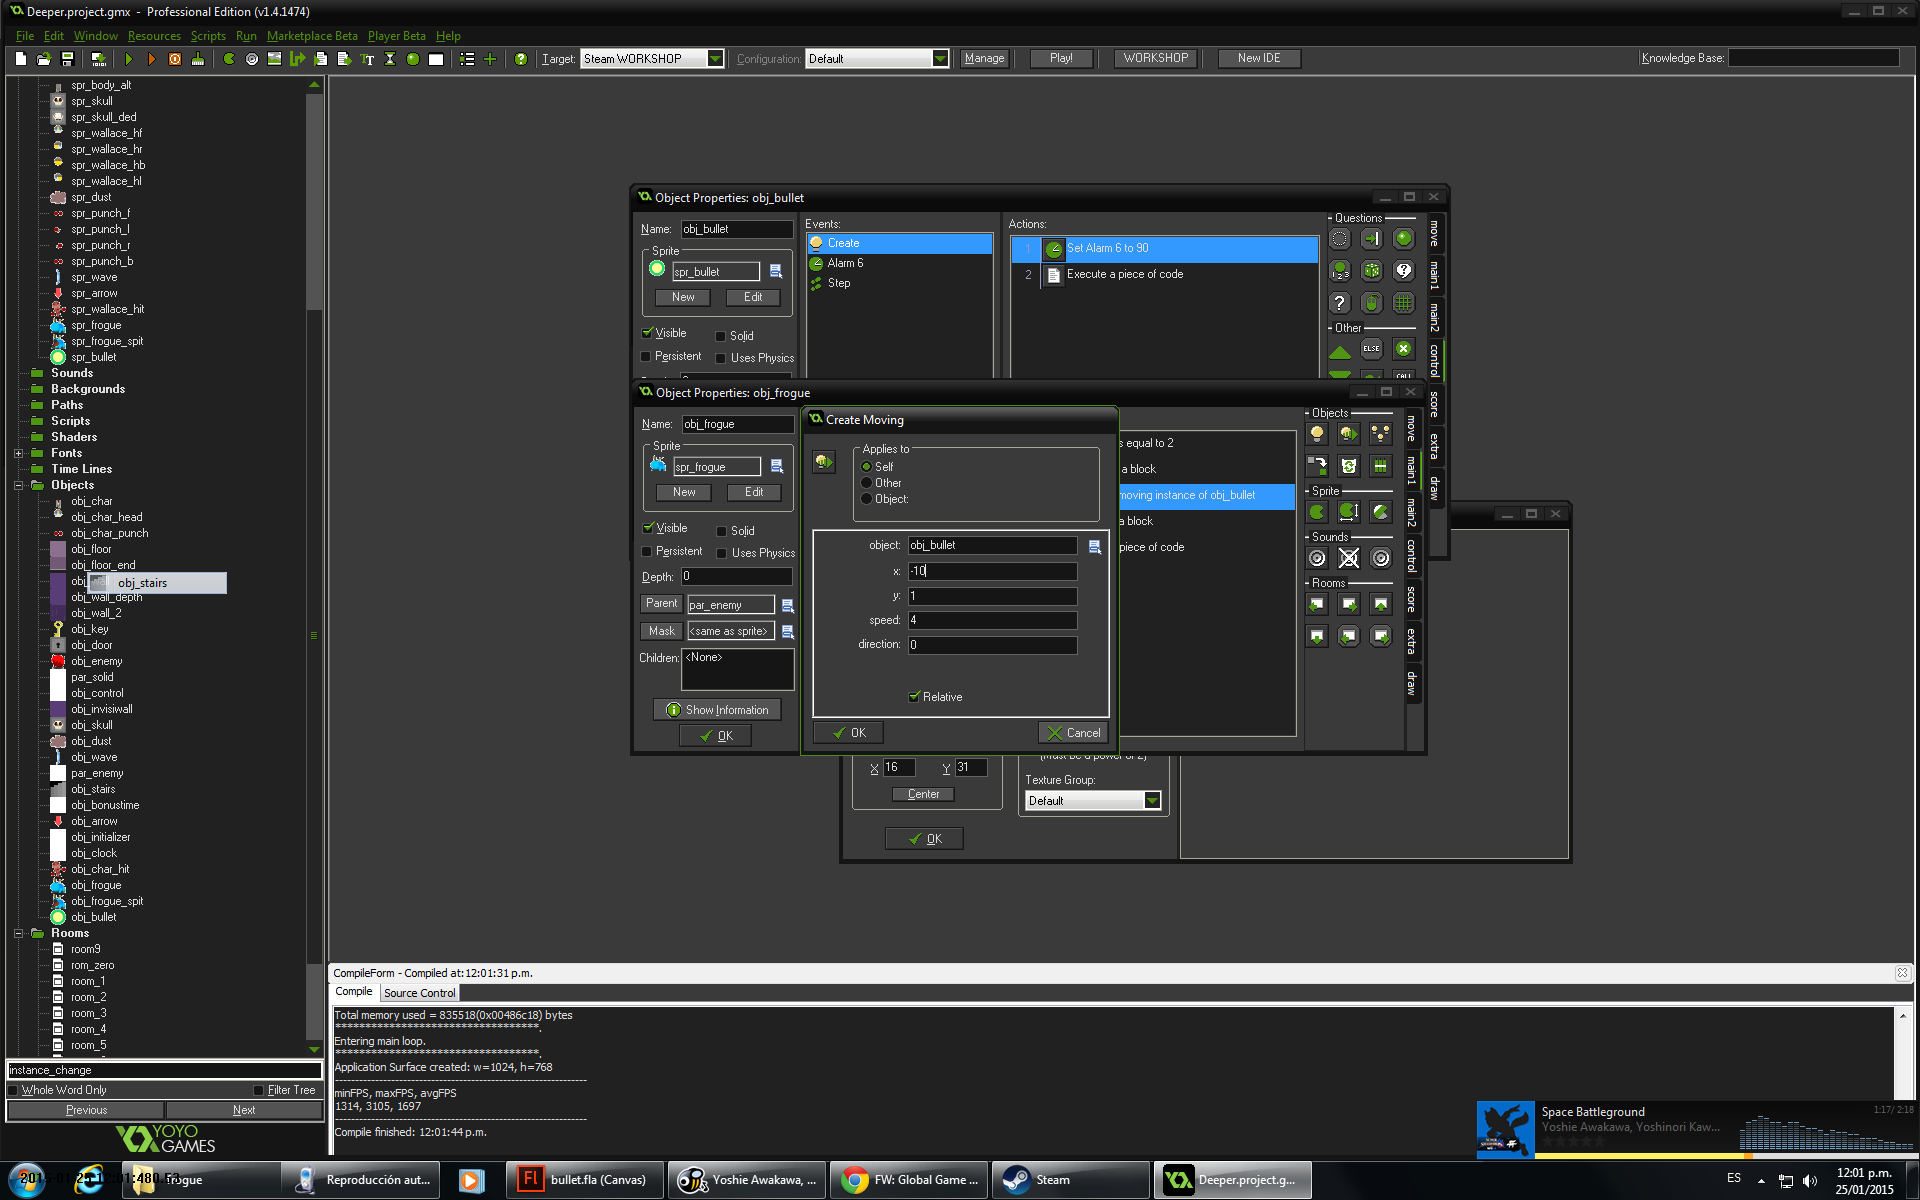 Deeper.project.gmx - Professional Edition (v1.4.1474)
File Edit Window Resources Scripts Run Marketplace Beta Player Beta Help
Target: Steam WORKSHOP Configuration: Default Manage Play! WORKSHOP New IDE Knowledge Base:
spr_body_alt
spr_skull
spr_skull_ded
spr_wallace_hf
spr_wallace_hr
spr_wallace_hb
spr_wallace_hl
spr_dust
spr_punch_f
spr_punch_l
spr_punch_r
spr_punch_b
spr_wave
spr_arrow
spr_wallace_hit
spr_frogue
spr_frogue_spit
spr_bullet
Sounds
Backgrounds
Paths
Scripts
Shaders
Fonts
Time Lines
Objects
obj_char
obj_char_head
obj_char_punch
obj_floor
obj_floor_end
obj_stairs
obj_wall_depth
obj_wall_2
obj_key
obj_door
obj_enemy
par_solid
obj_control
obj_invisiwall
obj_skull
obj_dust
obj_wave
par_enemy
obj_stairs
obj_bonustime
obj_arrow
obj_initializer
obj_clock
obj_char_hit
obj_frogue
obj_frogue_spit
obj_bullet
Rooms
room9
rom_zero
room_1
room_2
room_3
room_4
room_5
instance_change
Whole Word Only Filter Tree
Previous Next
YOYO GAMES
Object Properties: obj_bullet
Name: obj_bullet
Sprite
spr_bullet
New Edit
Visible Solid
Persistent Uses Physics
Events:
Create
Alarm 6
Step
Actions:
1 Set Alarm 6 to 90
2 Execute a piece of code
Questions
Other
ELSE
move
main1
main2
control
score
extra
draw
Object Properties: obj_frogue
Name: obj_frogue
Sprite
spr_frogue
New Edit
Visible Solid
Persistent Uses Physics
Depth: 0
Parent par_enemy
Mask <same as sprite>
Children: <None>
Show Information
OK
Create Moving
Applies to
Self
Other
Object:
object: obj_bullet
x: -10
y: 1
speed: 4
direction: 0
Relative
OK Cancel
s equal to 2
a block
moving instance of obj_bullet
a block
piece of code
Objects
Sprite
Sounds
Rooms
move
main1
main2
control
score
extra
draw
X 16 Y 31
Center
(Must be a power of 2)
Texture Group:
Default
OK
CompileForm - Compiled at:12:01:31 p.m.
Compile Source Control
Total memory used = 835518(0x00486c18) bytes
***********************************.
Entering main loop.
***********************************.
Application Surface created: w=1024, h=768
minFPS, maxFPS, avgFPS
1314, 3105, 1697
Compile finished: 12:01:44 p.m.
Space Battleground 1:17/ 2:18
Yoshie Awakawa, Yoshinori Kaw...
Reproducción aut...
bullet.fla (Canvas)
Yoshie Awakawa, ...
FW: Global Game ...
Steam
Deeper.project.g...
ES
12:01 p.m.
25/01/2015